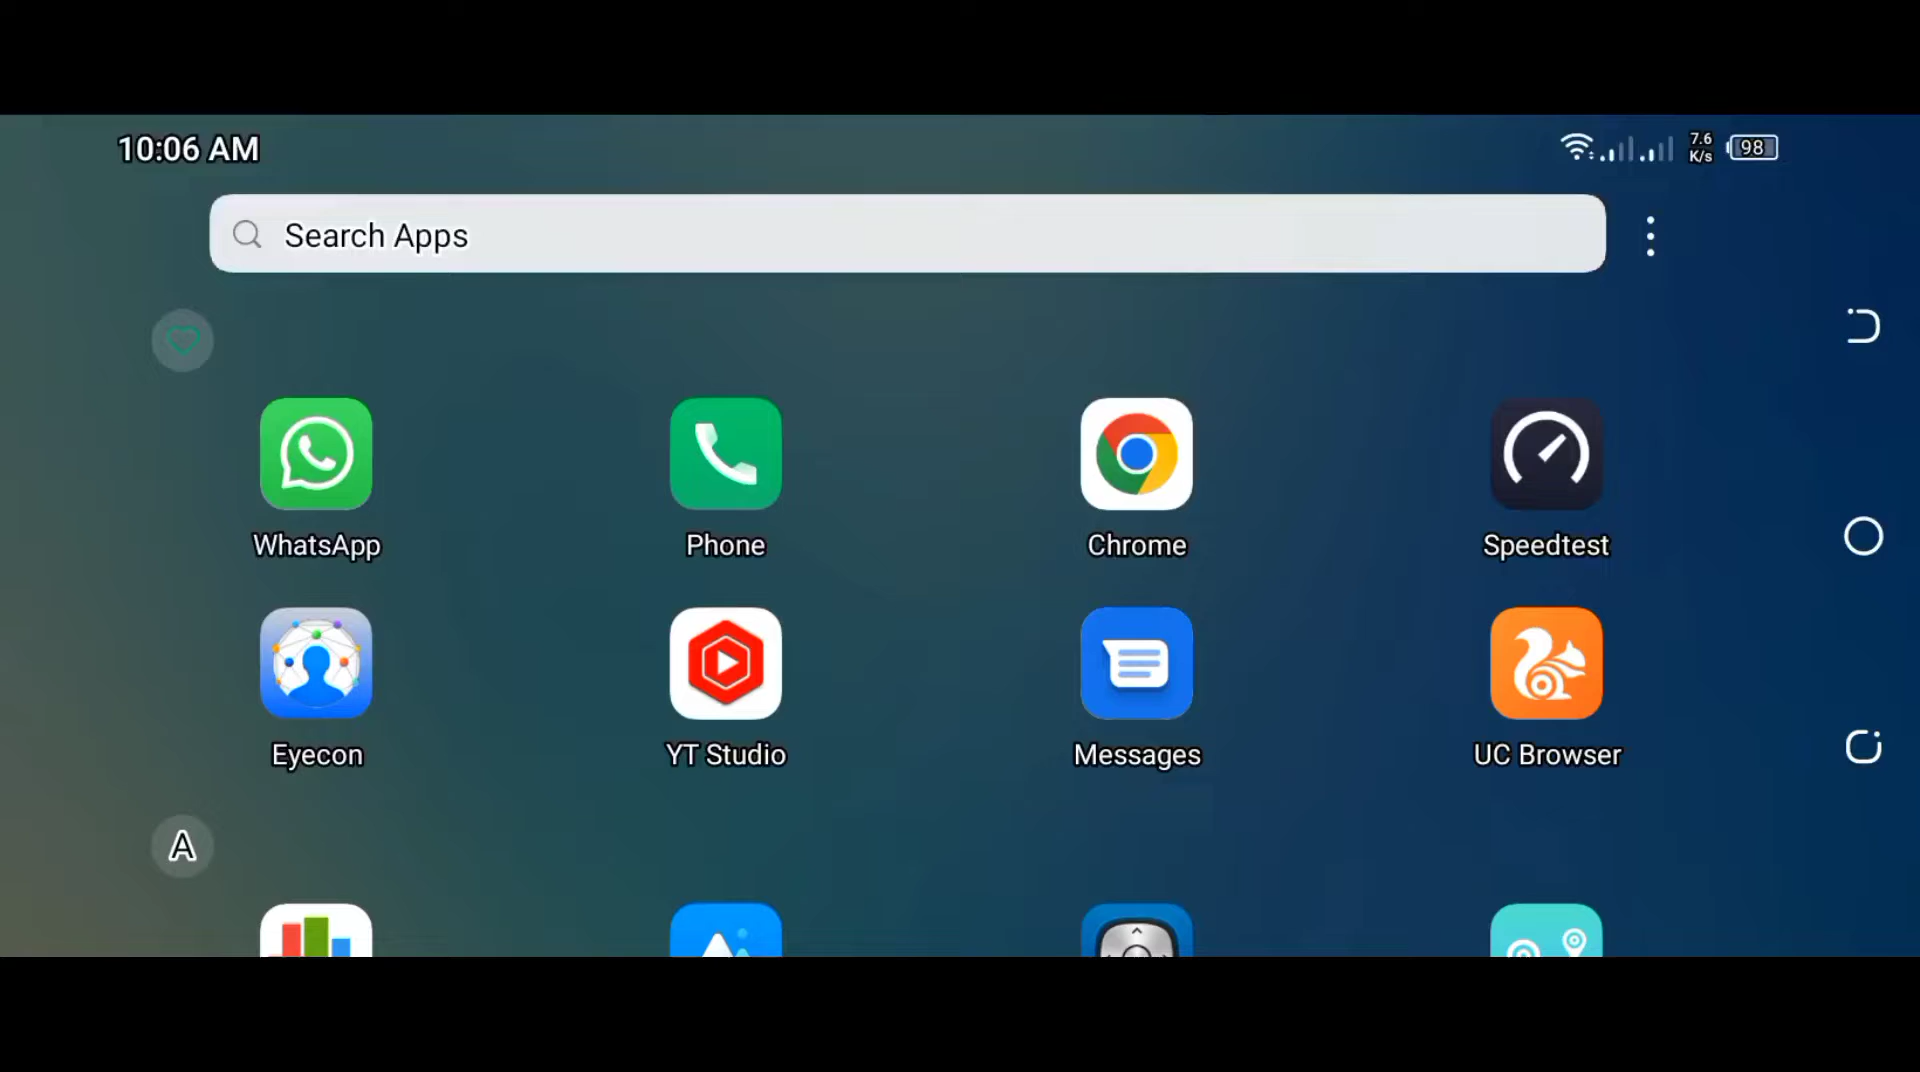 10:06 AM
7.6
K/s
98
Search Apps
WhatsApp
Phone
Chrome
Speedtest
Eyecon
YT Studio
Messages
UC Browser
A